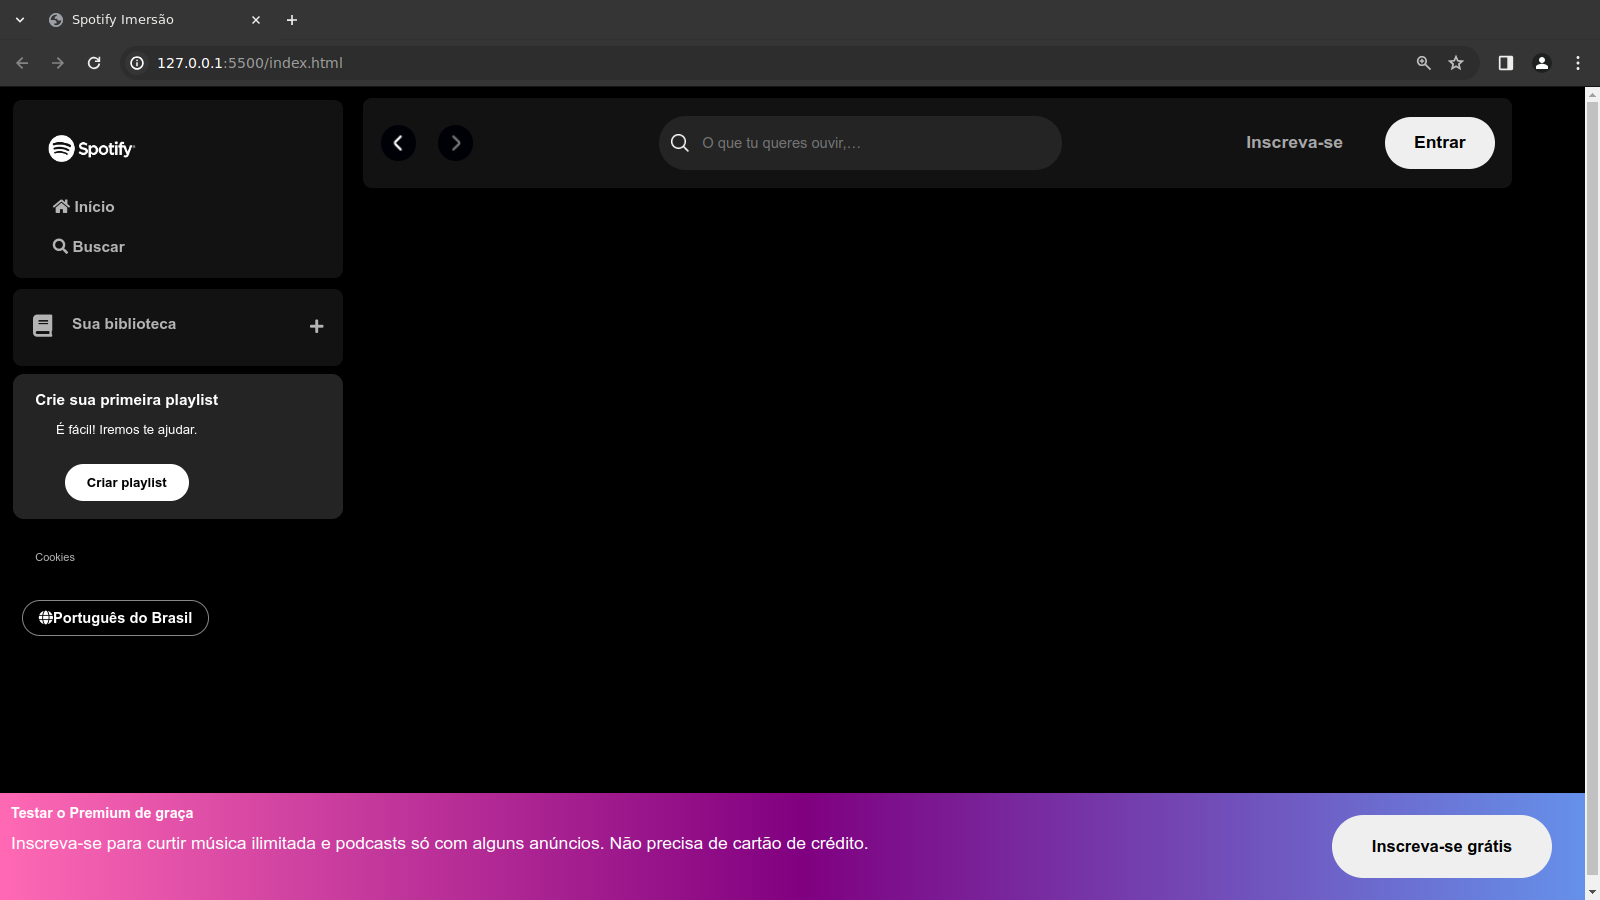 Spotify Imersão
127.0.0.1:5500/index.html
Spotify
Início
Buscar
O que tu queres ouvir,...
Inscreva-se
Entrar
Sua biblioteca
Crie sua primeira playlist
É fácil! Iremos te ajudar.
Criar playlist
Cookies
Português do Brasil
Testar o Premium de graça
Inscreva-se para curtir música ilimitada e podcasts só com alguns anúncios. Não precisa de cartão de crédito.
Inscreva-se grátis